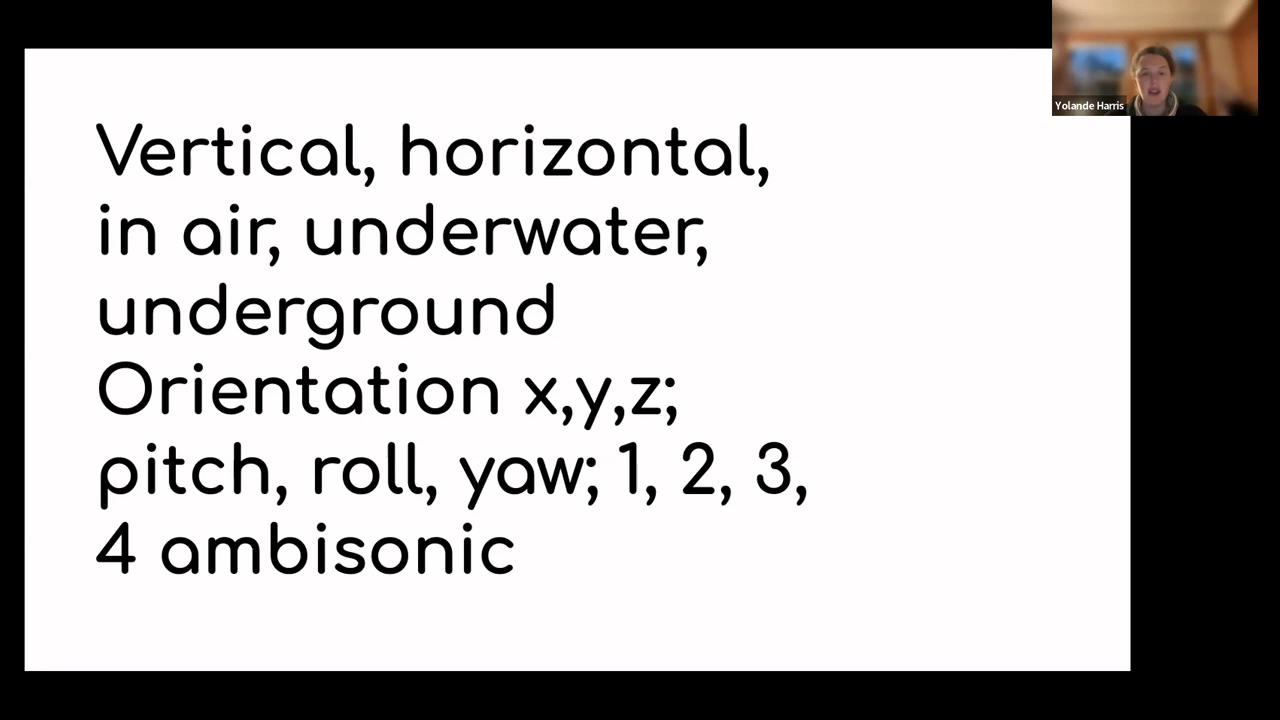 Vertical, horizontal,
in air, underwater,
underground
Orientation x,y,z;
pitch, roll, yaw; 1, 2, 3,
4 ambisonic
Yolande Harris